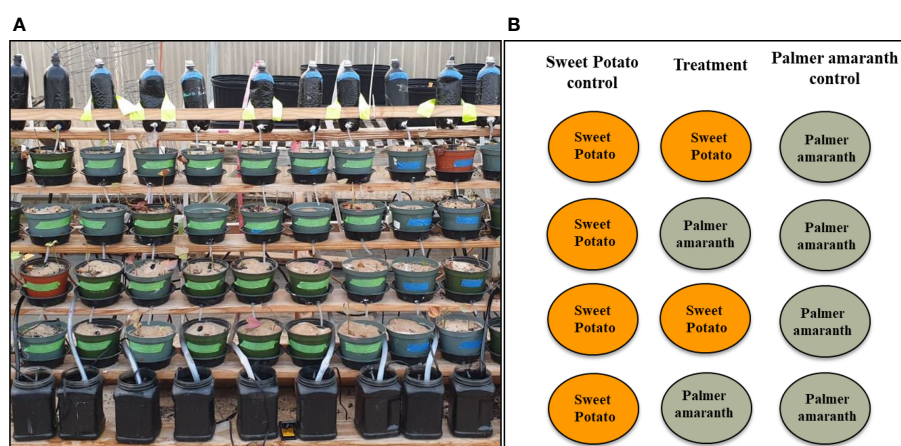 A
B
Sweet Potato
control
Treatment
Palmer amaranth
control
Sweet
Potato
Sweet
Potato
Palmer
amaranth
Sweet
Potato
Palmer
amaranth
Palmer
amaranth
Sweet
Potato
Sweet
Potato
Palmer
amaranth
Sweet
Potato
Palmer
amaranth
Palmer
amaranth